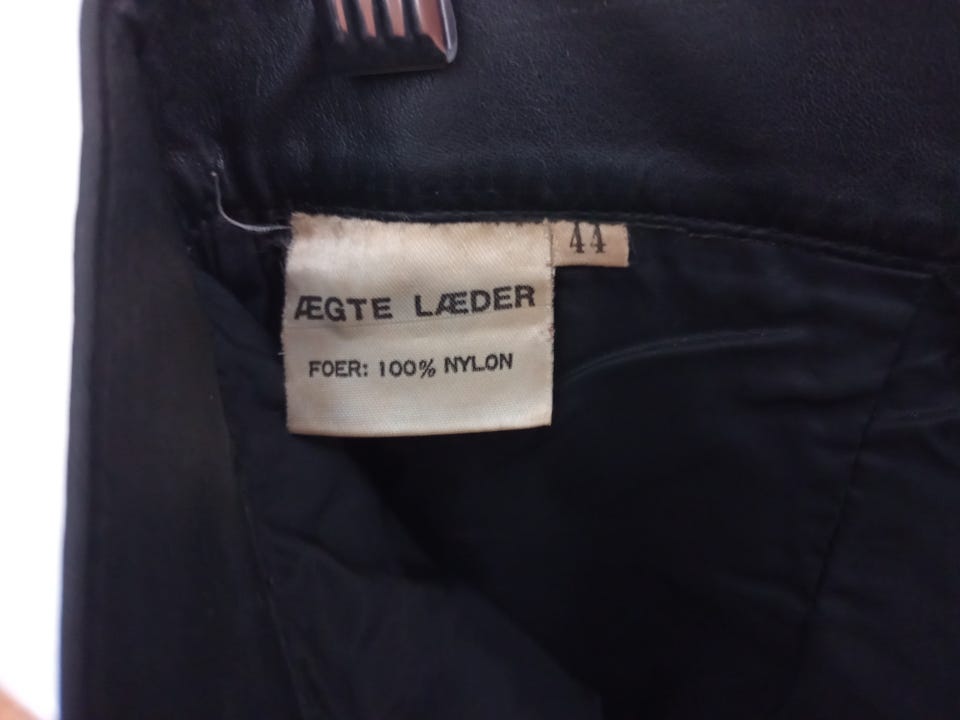 44
ÆGTE LÆDER
FOER: 100% NYLON